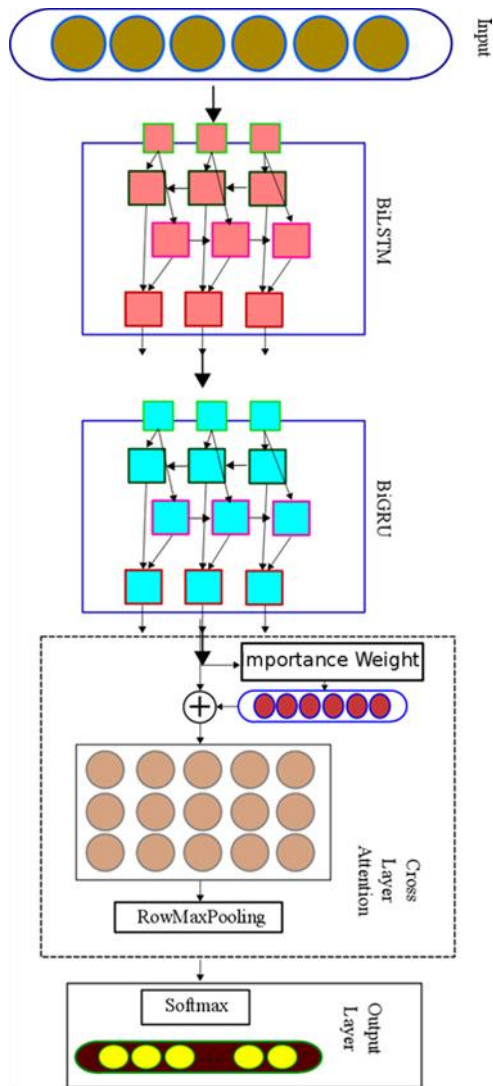 Input
BiLSTM
BiGRU
mportance Weight
Cross
Layer
Attention
RowMaxPooling
Softmax
Output
Layer